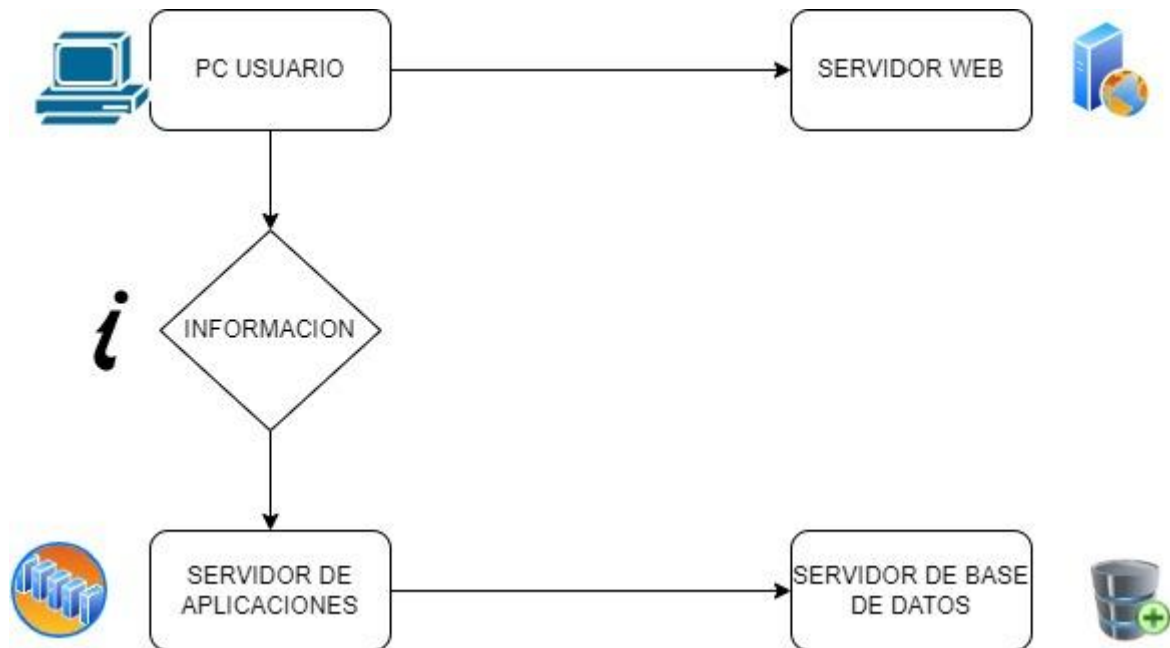 PC USUARIO
SERVIDOR WEB
INFORMACION
SERVIDOR DE
APLICACIONES
SERVIDOR DE BASE
DE DATOS